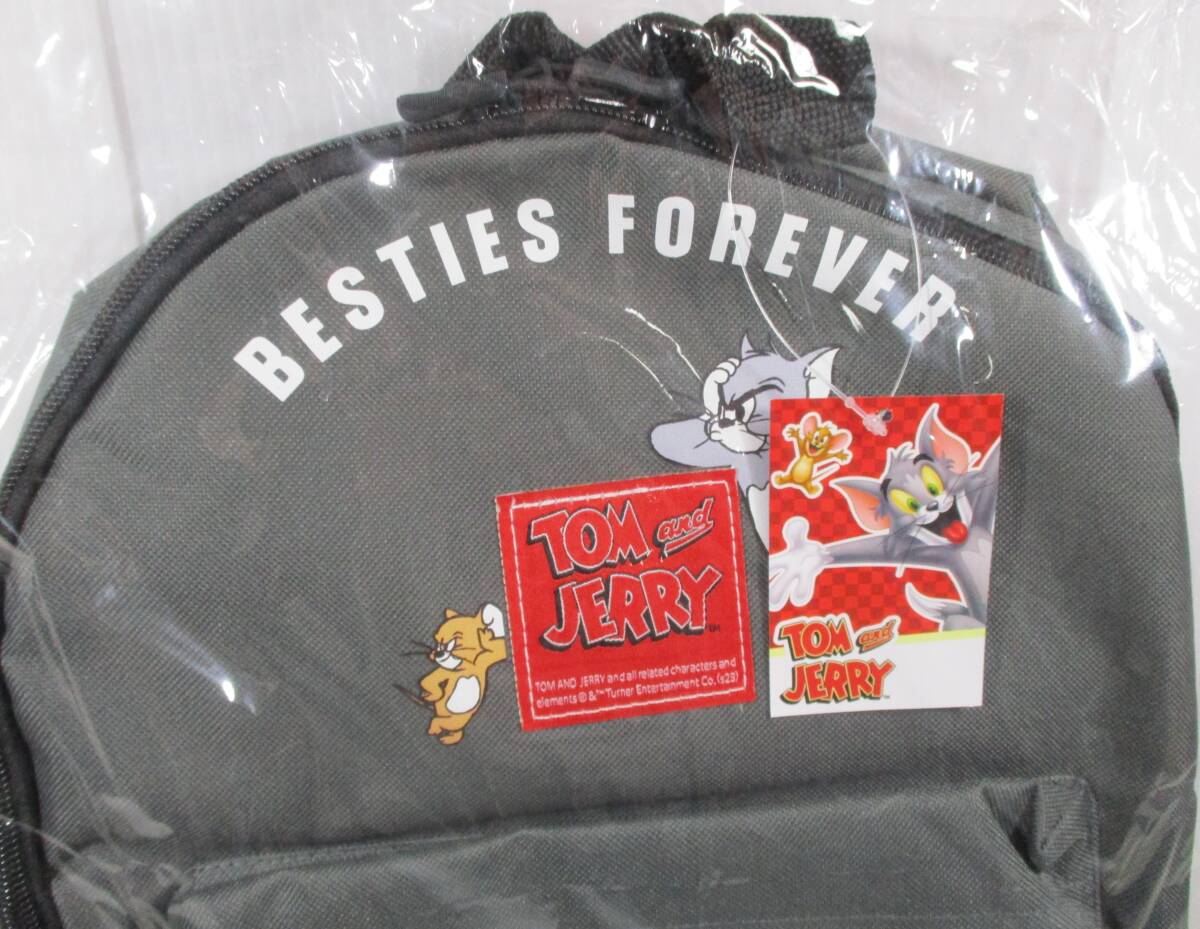 BESTIES FOREVER
TOM and
JERRY™
TOM AND JERRY and all related characters and
elements © &™ Turner Entertainment Co. (s23)
TOM and
JERRY